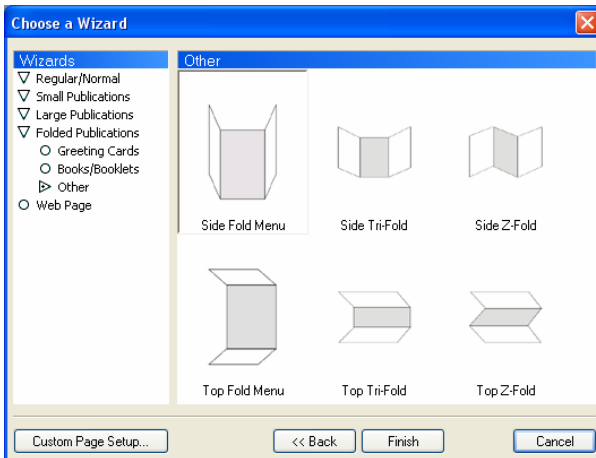 Choose a Wizard
Wizards
Regular/Normal
Small Publications
Large Publications
Folded Publications
Greeting Cards
Books/Booklets
Other
Web Page
Other
Side Fold Menu
Side Tri-Fold
Side Z-Fold
Top Fold Menu
Top Tri-Fold
Top Z-Fold
Custom Page Setup...
<< Back
Finish
Cancel